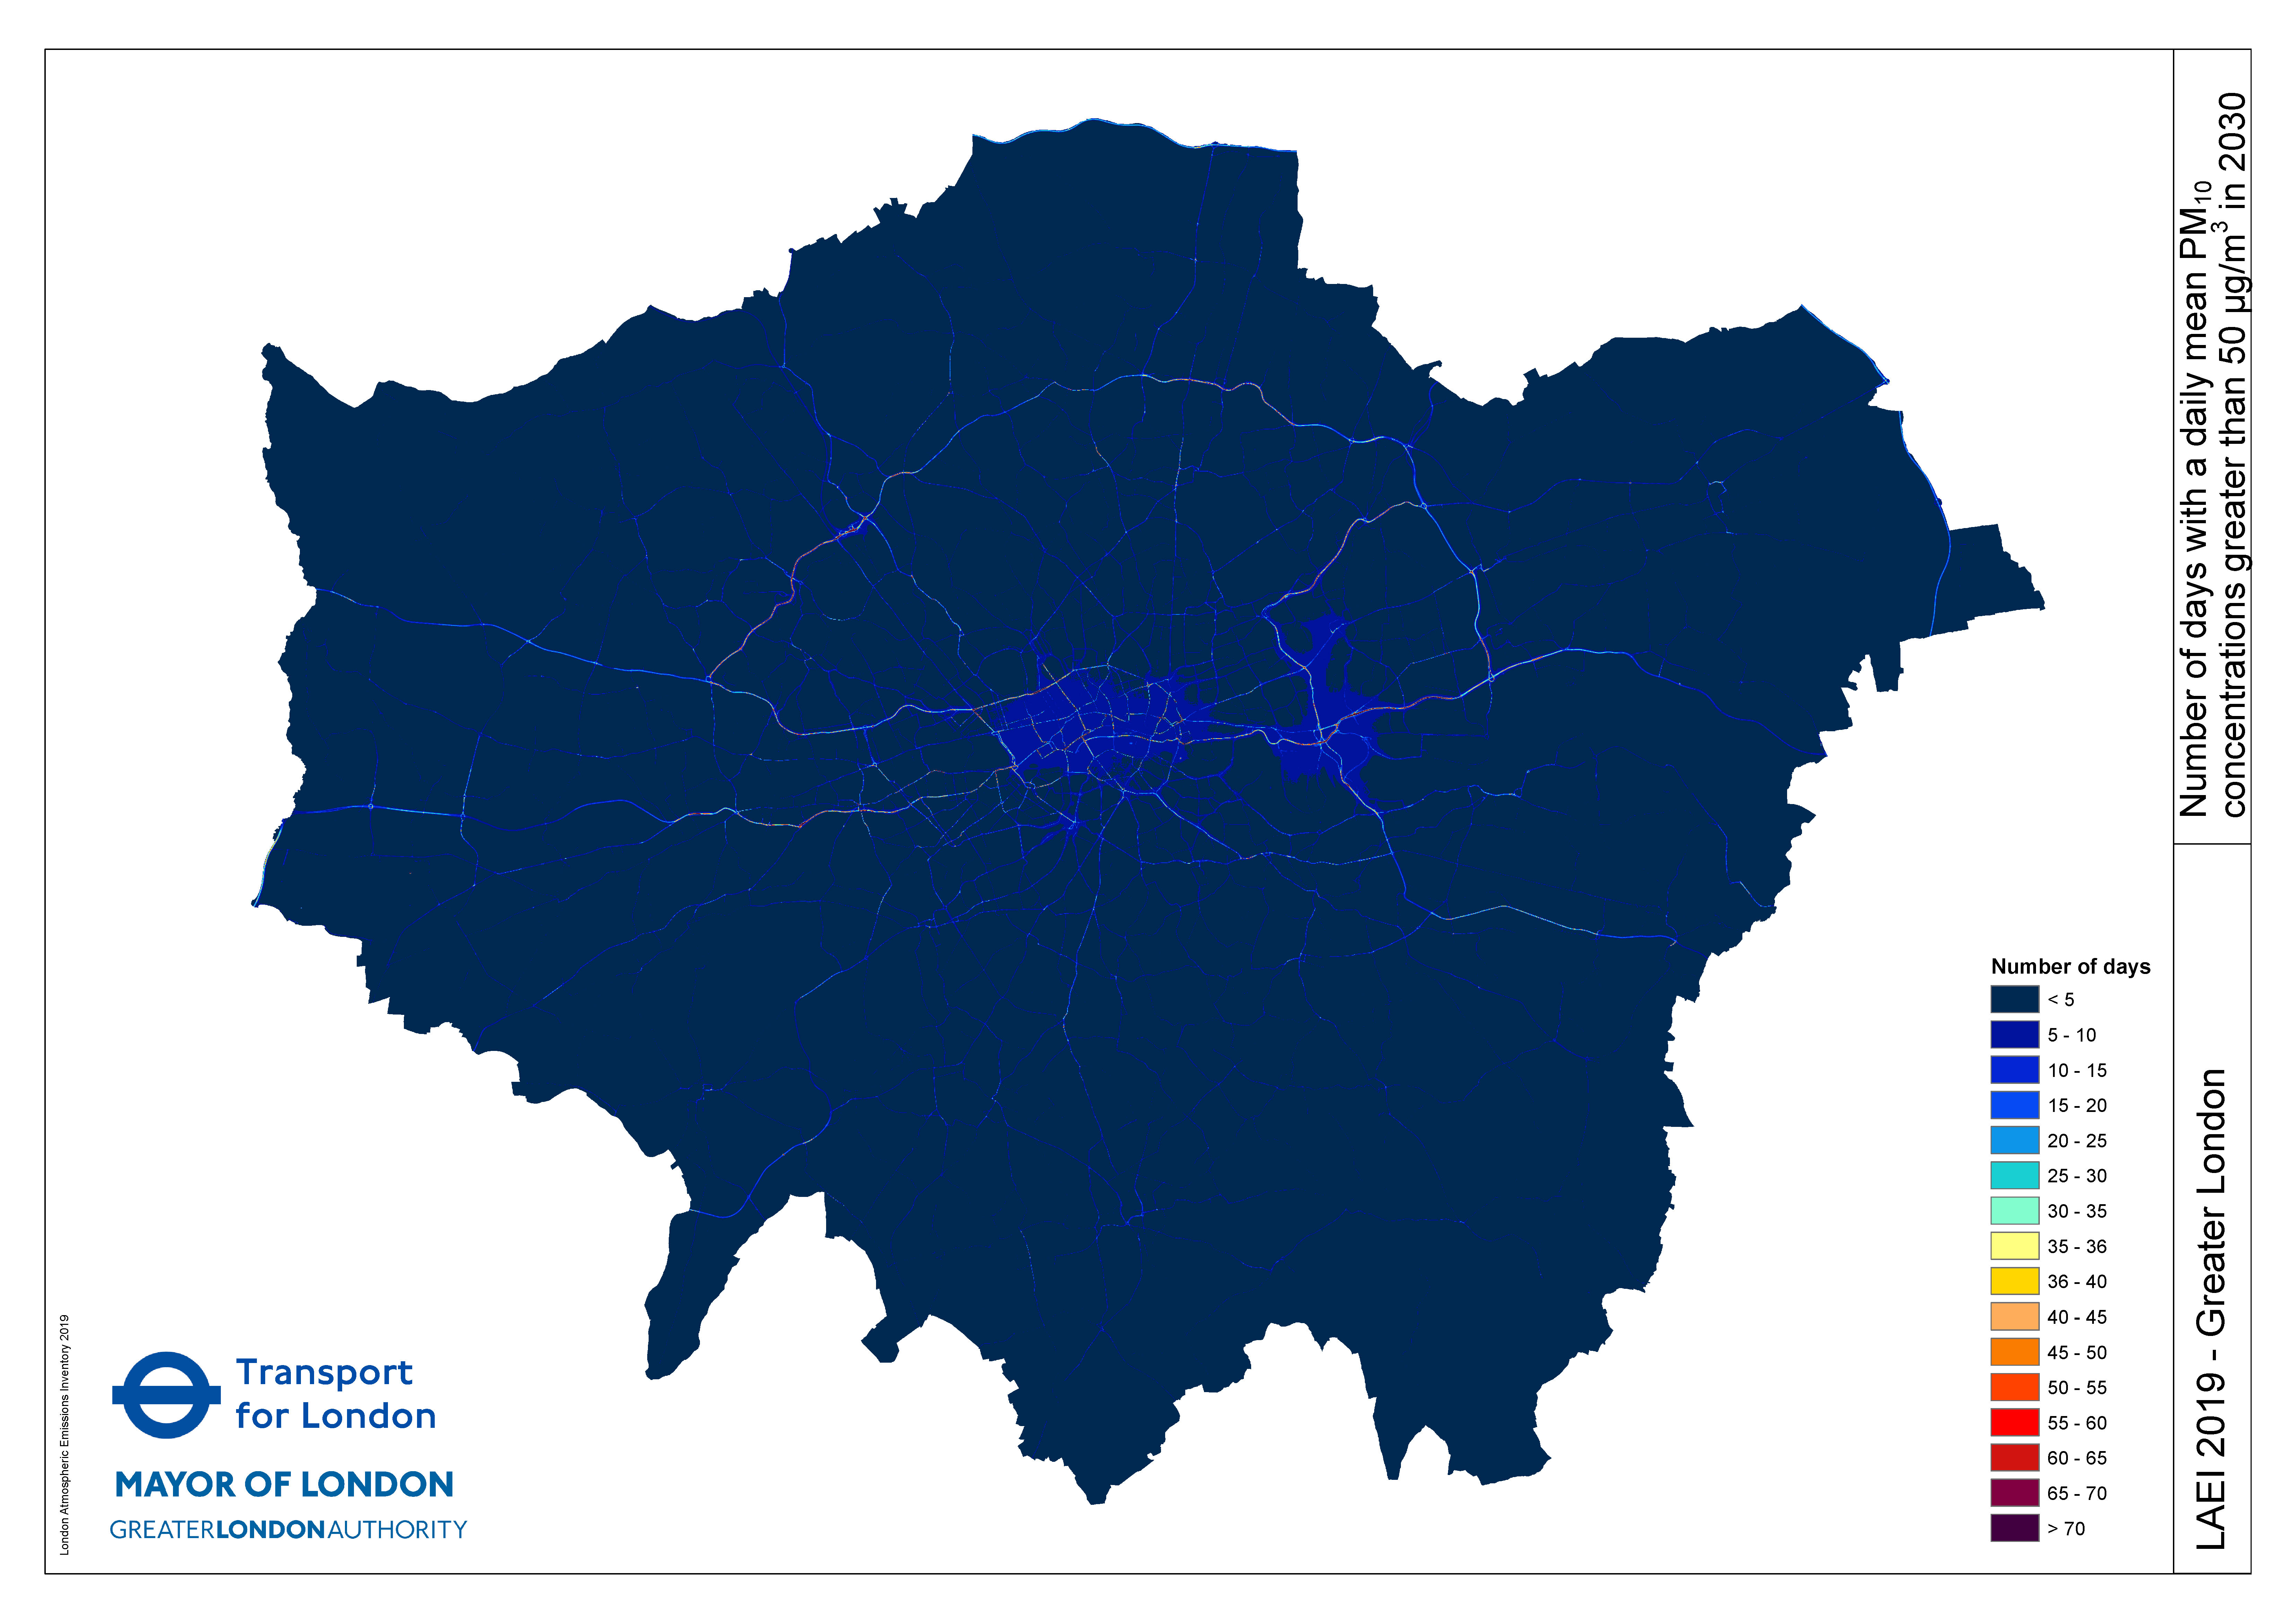 Number of days with a daily mean PM10
concentrations greater than 50 µg/m3 in 2030
LAEI 2019 - Greater London
Number of days
< 5
5 - 10
10 - 15
15 - 20
20 - 25
25 - 30
30 - 35
35 - 36
36 - 40
40 - 45
45 - 50
50 - 55
55 - 60
60 - 65
65 - 70
> 70
London Atmospheric Emissions Inventory 2019
Transport
for London
MAYOR OF LONDON
GREATERLONDONAUTHORITY